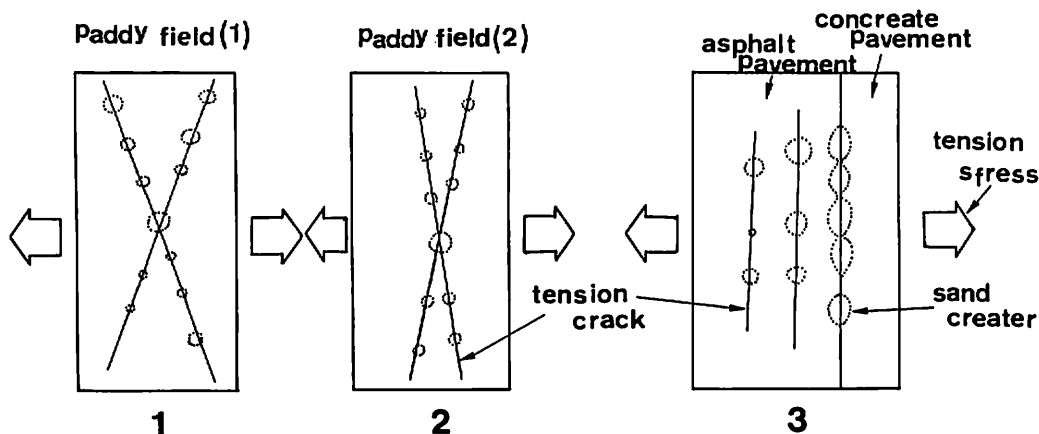 Paddy field(1)
Paddy field(2)
asphalt
pavement
concreate
pavement
tension
sfress
tension
crack
sand
creater
1
2
3